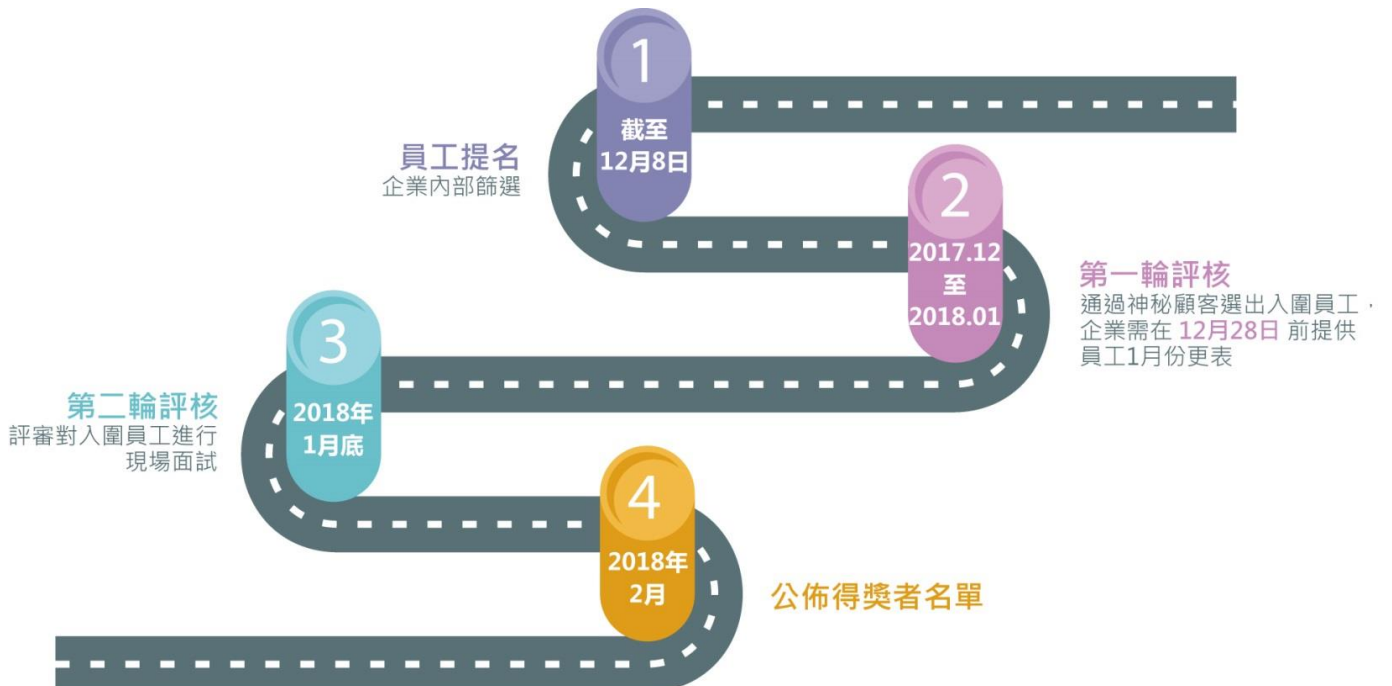 1
截至
12月8日
員工提名
企業內部篩選
2
2017.12
至
2018.01
第一輪評核
通過神秘顧客選出入圍員工，
企業需在 12月28日 前提供
員工1月份更表
3
2018年
1月底
第二輪評核
評審對入圍員工進行
現場面試
4
2018年
2月
公佈得獎者名單